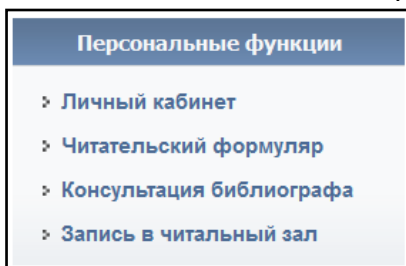 Персональные функции
Личный кабинет
Читательский формуляр
Консультация библиографа
Запись в читальный зал